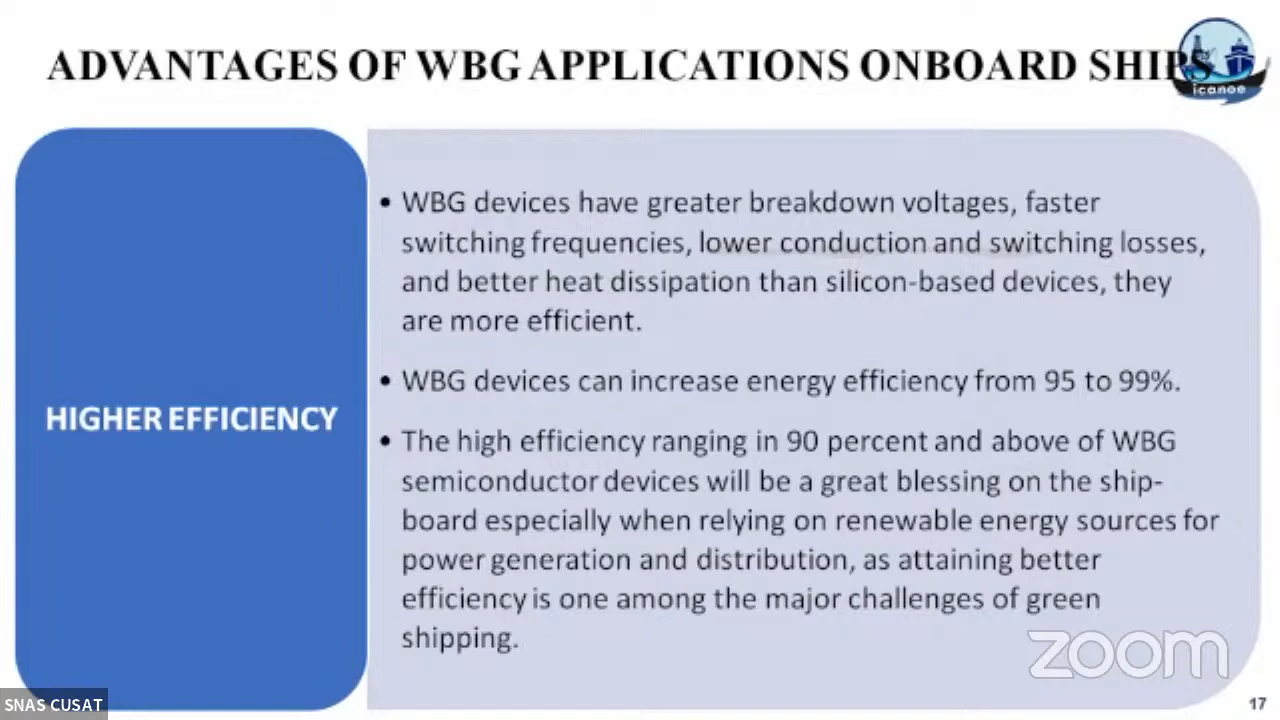 ADVANTAGES OF WBG APPLICATIONS ONBOARD SHIPS
icanoe
HIGHER EFFICIENCY
• WBG devices have greater breakdown voltages, faster
switching frequencies, lower conduction and switching losses,
and better heat dissipation than silicon-based devices, they
are more efficient.
• WBG devices can increase energy efficiency from 95 to 99%.
• The high efficiency ranging in 90 percent and above of WBG
semiconductor devices will be a great blessing on the ship-
board especially when relying on renewable energy sources for
power generation and distribution, as attaining better
efficiency is one among the major challenges of green
shipping.
zoom
SNAS CUSAT
17